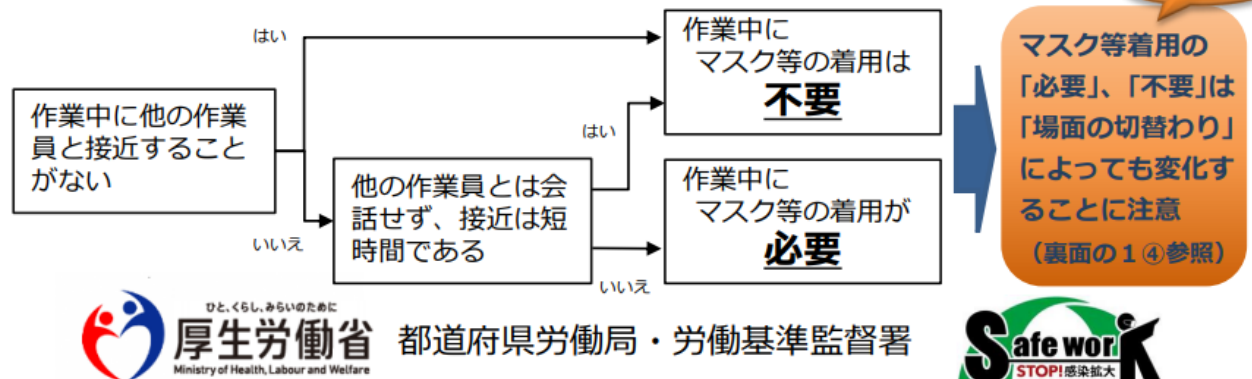 はい
作業中に他の作業
員と接近すること
がない
いいえ
他の作業員とは会
話せず、接近は短
時間である
はい
いいえ
作業中に
マスク等の着用は
不要
作業中に
マスク等の着用が
必要
マスク等着用の
「必要」、「不要」は
「場面の切替わり」
によっても変化す
ることに注意
(裏面の1④参照)
ひと、くらし、みらいのために
厚生労働省
Ministry of Health, Labour and Welfare
都道府県労働局・労働基準監督署
Safe worK
STOP!感染拡大